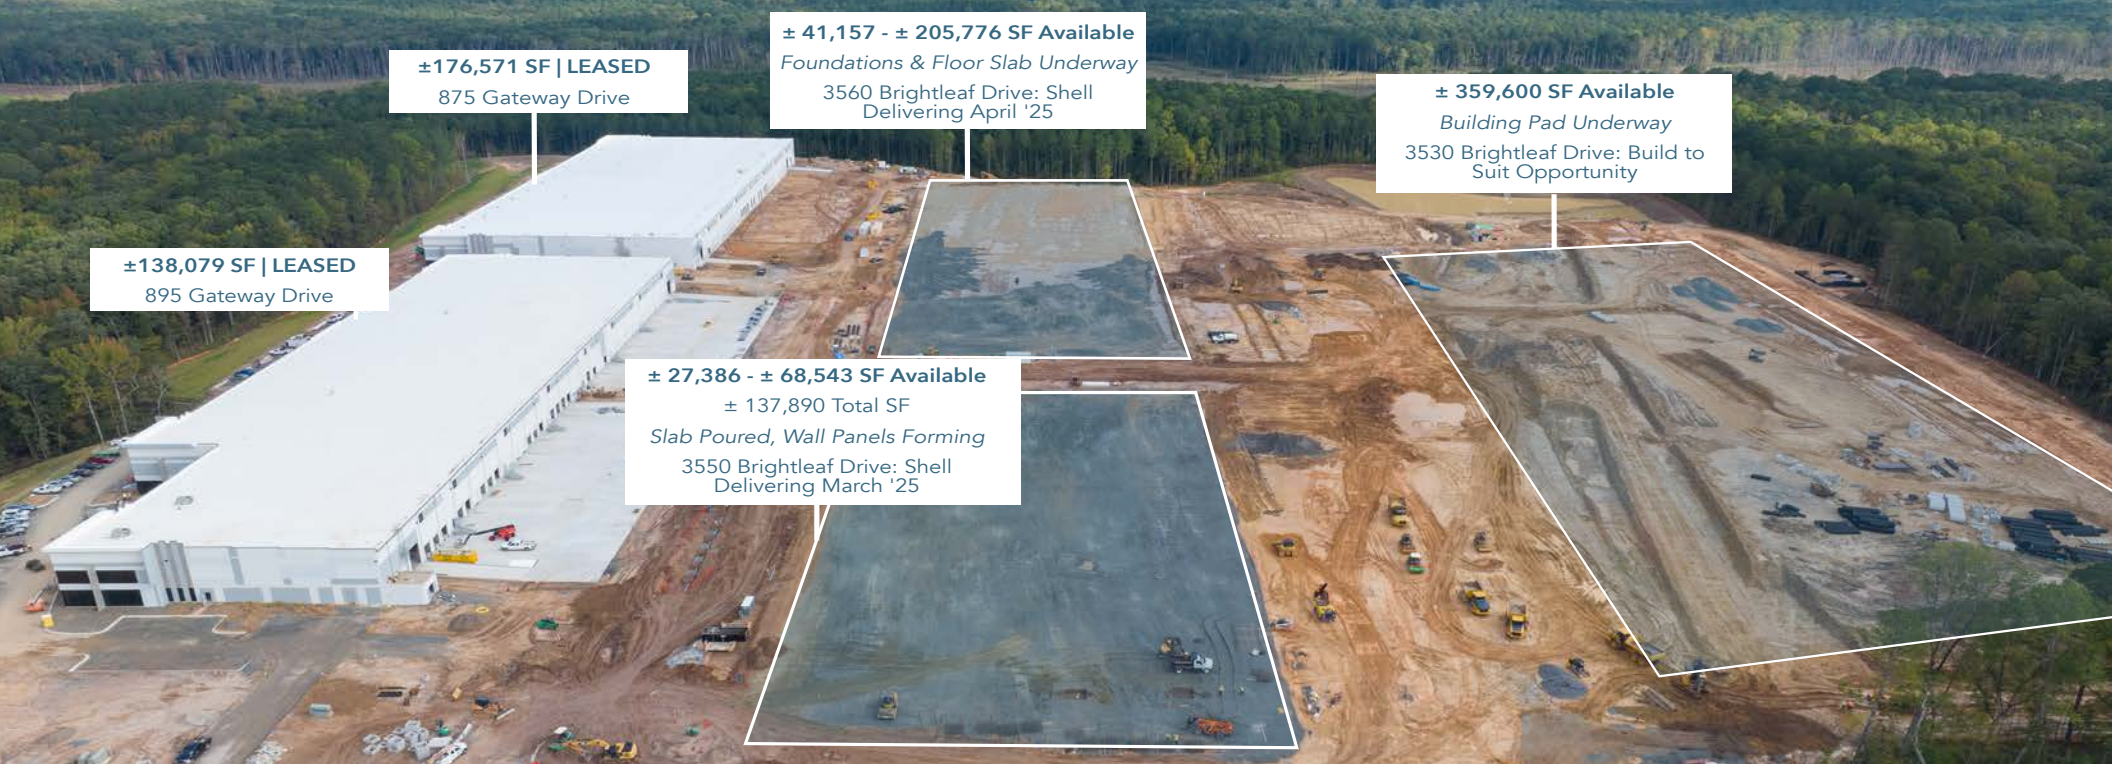 ±176,571 SF | LEASED
875 Gateway Drive
± 41,157 - ± 205,776 SF Available
Foundations & Floor Slab Underway
3560 Brightleaf Drive: Shell
Delivering April '25
± 359,600 SF Available
Building Pad Underway
3530 Brightleaf Drive: Build to
Suit Opportunity
±138,079 SF | LEASED
895 Gateway Drive
± 27,386 - ± 68,543 SF Available
± 137,890 Total SF
Slab Poured, Wall Panels Forming
3550 Brightleaf Drive: Shell
Delivering March '25